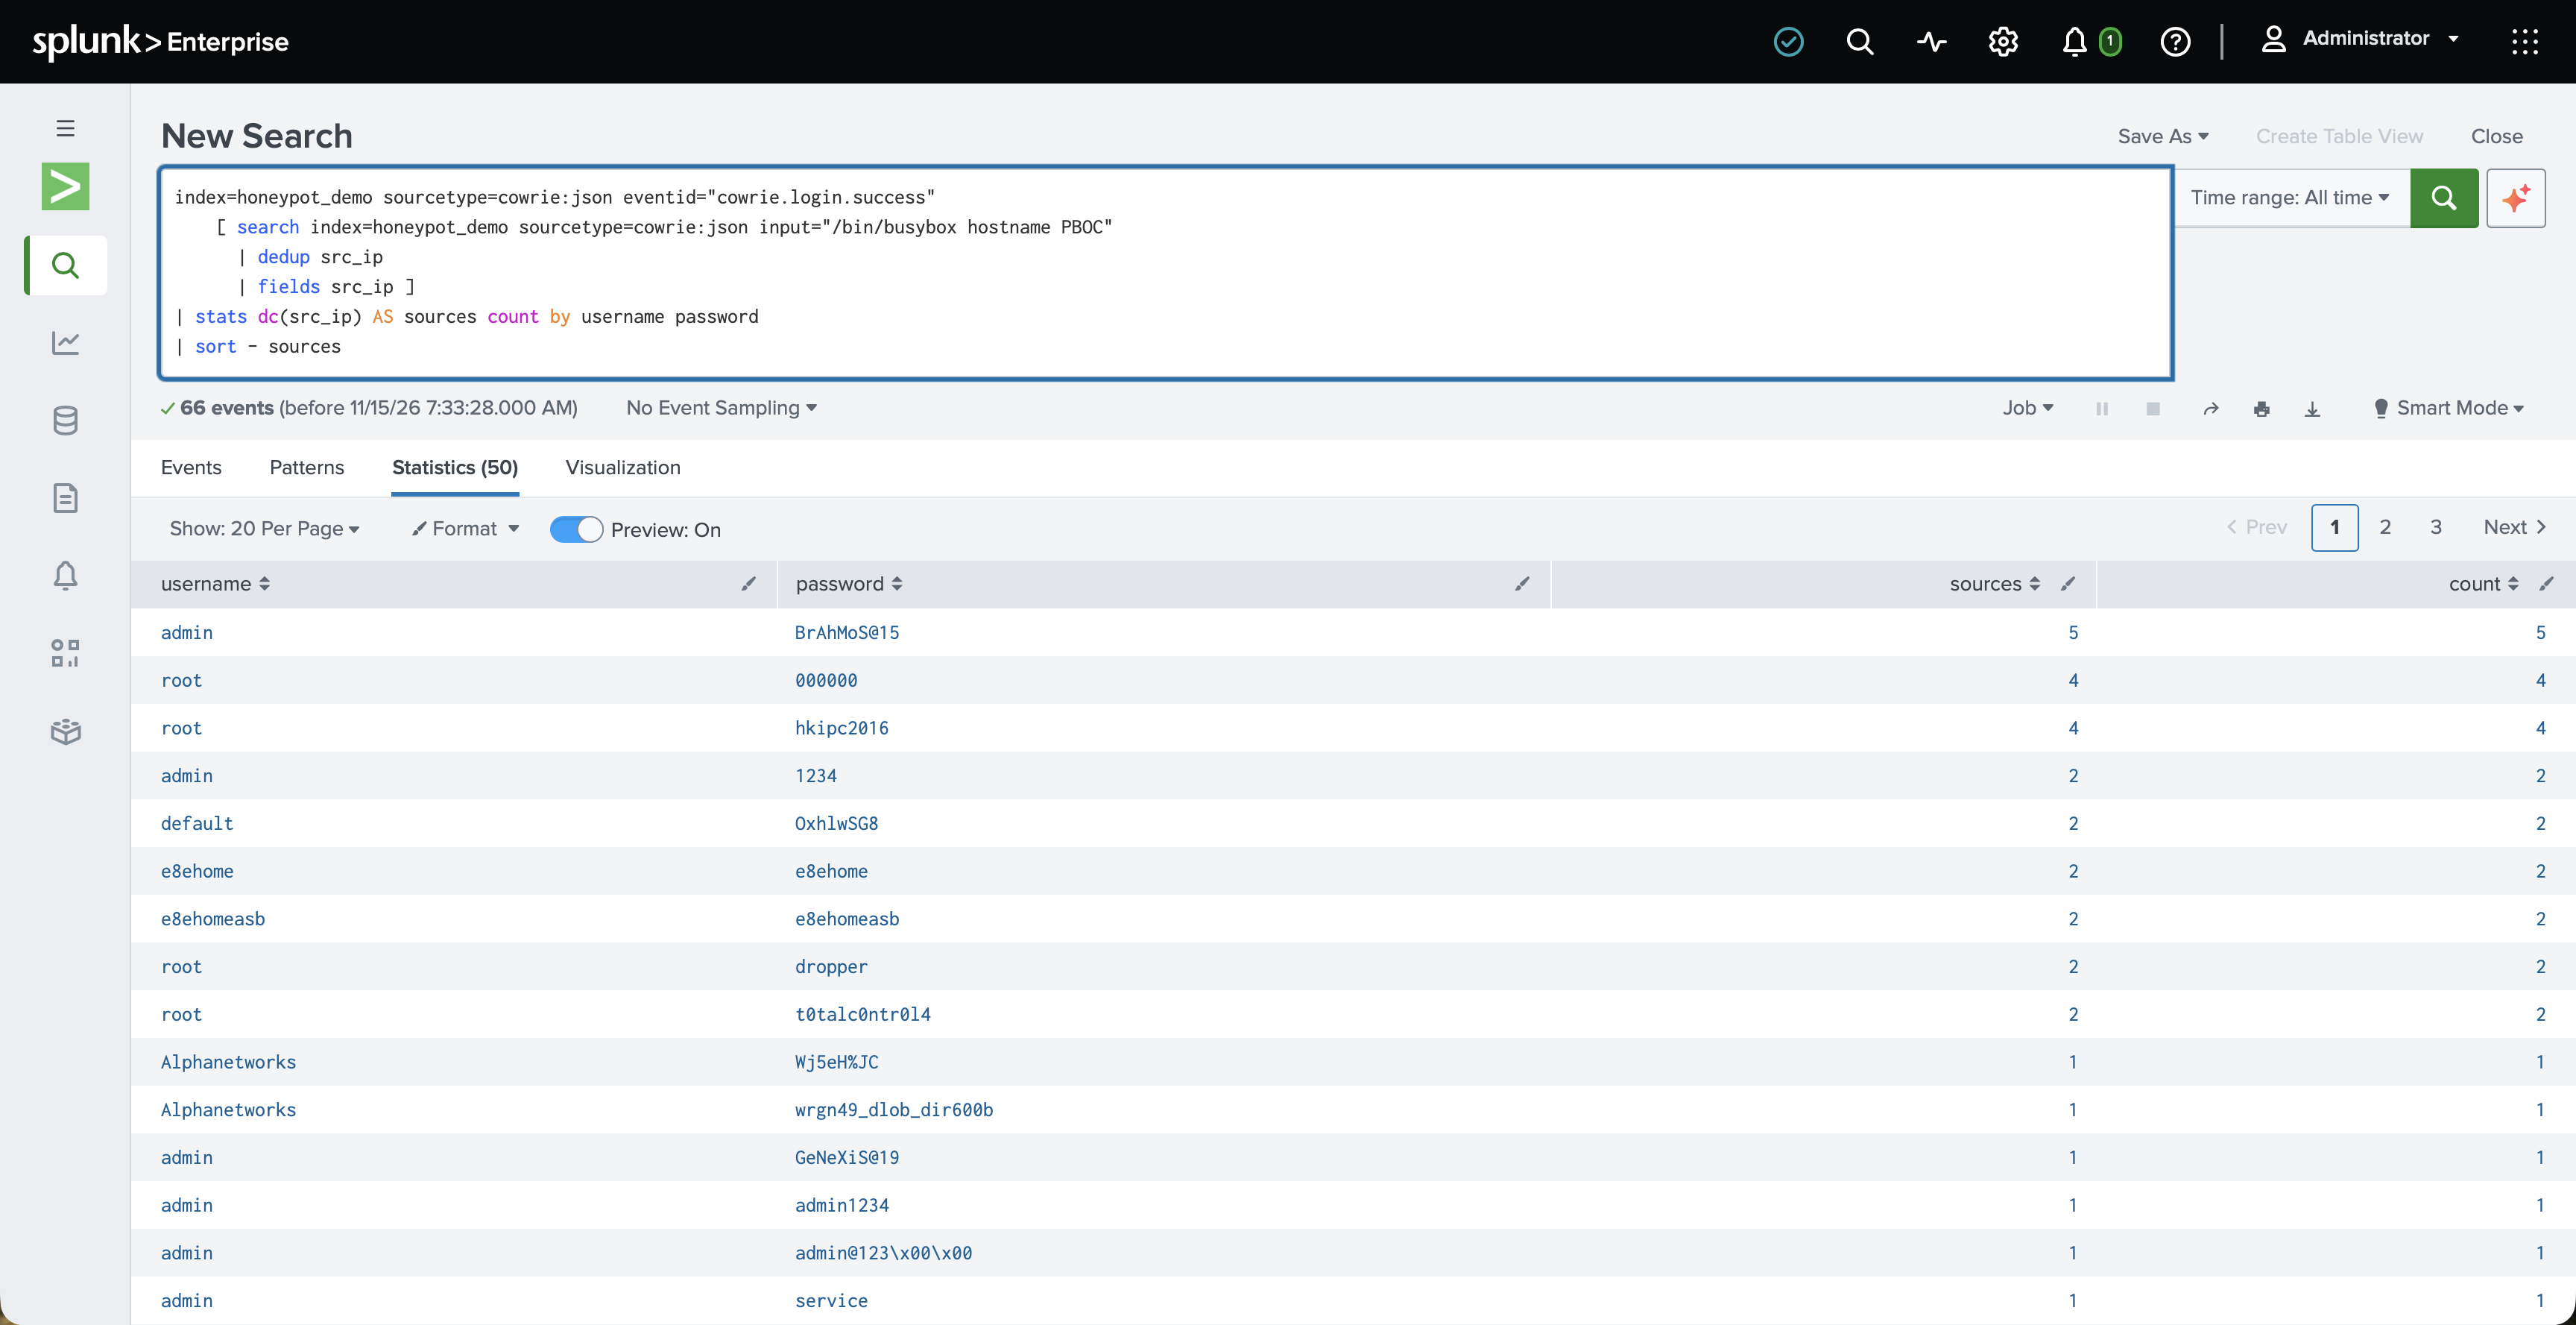 splunk>Enterprise
1
Administrator
New Search
Save As
Create Table View
Close
index=honeypot_demo sourcetype=cowrie:json eventid="cowrie.login.success"
[ search index=honeypot_demo sourcetype=cowrie:json input="/bin/busybox hostname PBOC"
| dedup src_ip
| fields src_ip ]
| stats dc(src_ip) AS sources count by username password
| sort - sources
Time range: All time
66 events (before 11/15/26 7:33:28.000 AM)
No Event Sampling
Job
Smart Mode
Events
Patterns
Statistics (50)
Visualization
Show: 20 Per Page
Format
Preview: On
< Prev
1
2
3
Next >
username password sources count
admin BrAhMoS@15 5 5
root 000000 4 4
root hkipc2016 4 4
admin 1234 2 2
default OxhlwSG8 2 2
e8ehome e8ehome 2 2
e8ehomeasb e8ehomeasb 2 2
root dropper 2 2
root t0talc0ntr0l4 2 2
Alphanetworks Wj5eH%JC 1 1
Alphanetworks wrgn49_dlob_dir600b 1 1
admin GeNeXiS@19 1 1
admin admin1234 1 1
admin admin@123\x00\x00 1 1
admin service 1 1